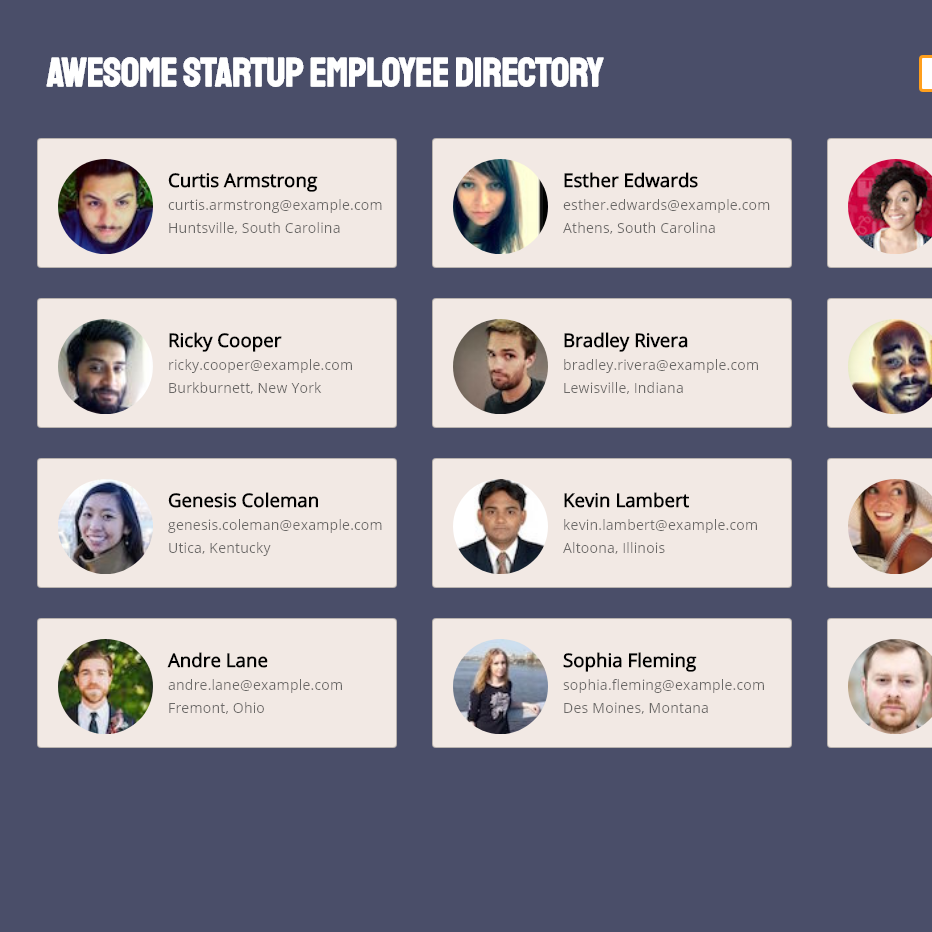 AWESOME STARTUP EMPLOYEE DIRECTORY
Curtis Armstrong
curtis.armstrong@example.com
Huntsville, South Carolina
Esther Edwards
esther.edwards@example.com
Athens, South Carolina
Ricky Cooper
ricky.cooper@example.com
Burkburnett, New York
Bradley Rivera
bradley.rivera@example.com
Lewisville, Indiana
Genesis Coleman
genesis.coleman@example.com
Utica, Kentucky
Kevin Lambert
kevin.lambert@example.com
Altoona, Illinois
Andre Lane
andre.lane@example.com
Fremont, Ohio
Sophia Fleming
sophia.fleming@example.com
Des Moines, Montana